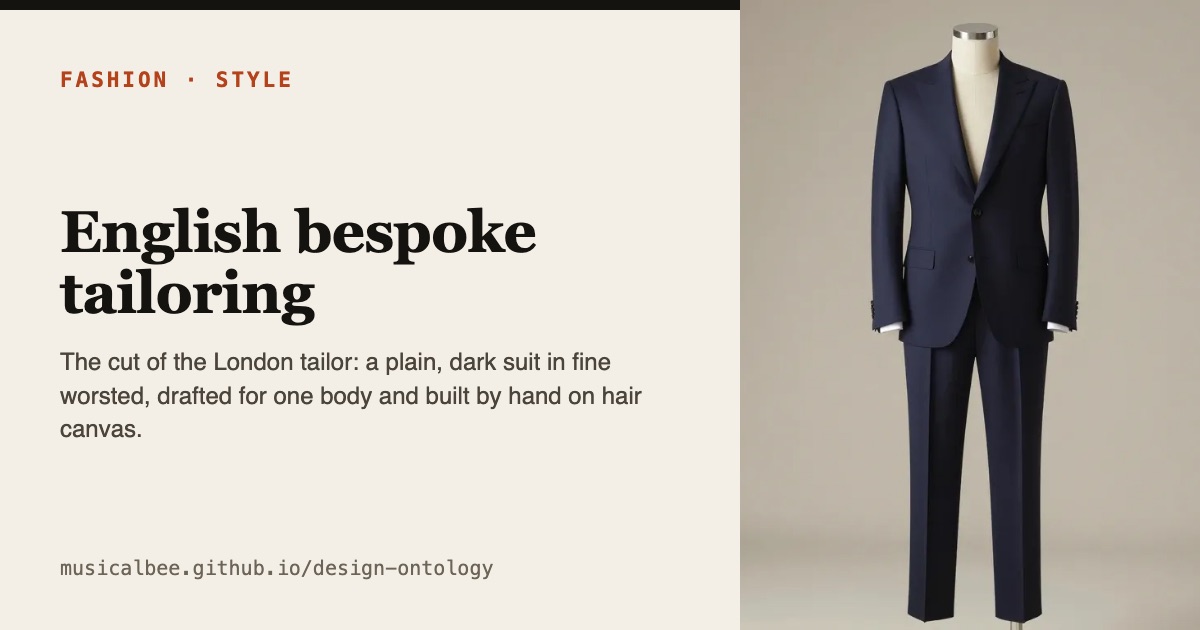 FASHION · STYLE
English bespoke
tailoring
The cut of the London tailor: a plain, dark suit in fine
worsted, drafted for one body and built by hand on hair
canvas.
musicalbee.github.io/design-ontology